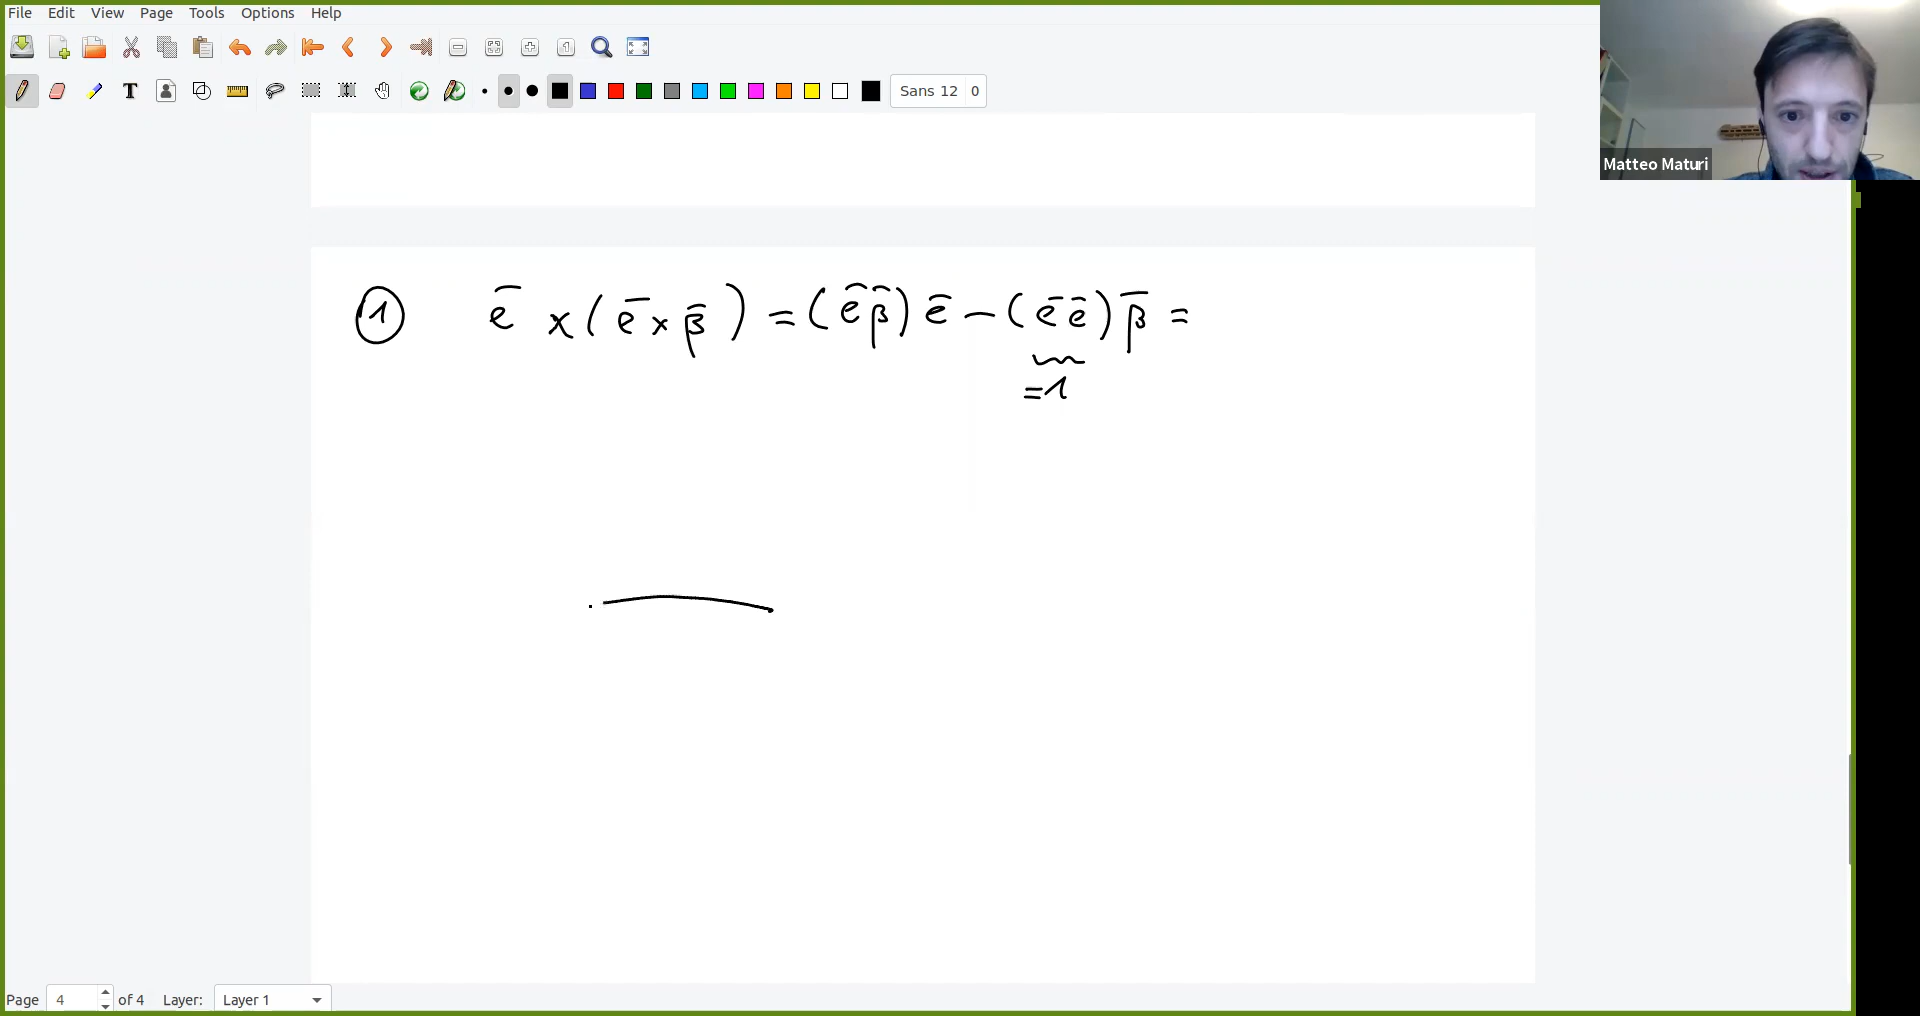 File Edit View Page Tools Options Help
T Sans 12 0
Matteo Maturi
① e̅ × ( e̅ × β̅ ) = ( e̅ β̅ ) e̅ − ( e̅ e̅ ) β̅ =
=1
Page 4 of 4 Layer: Layer 1